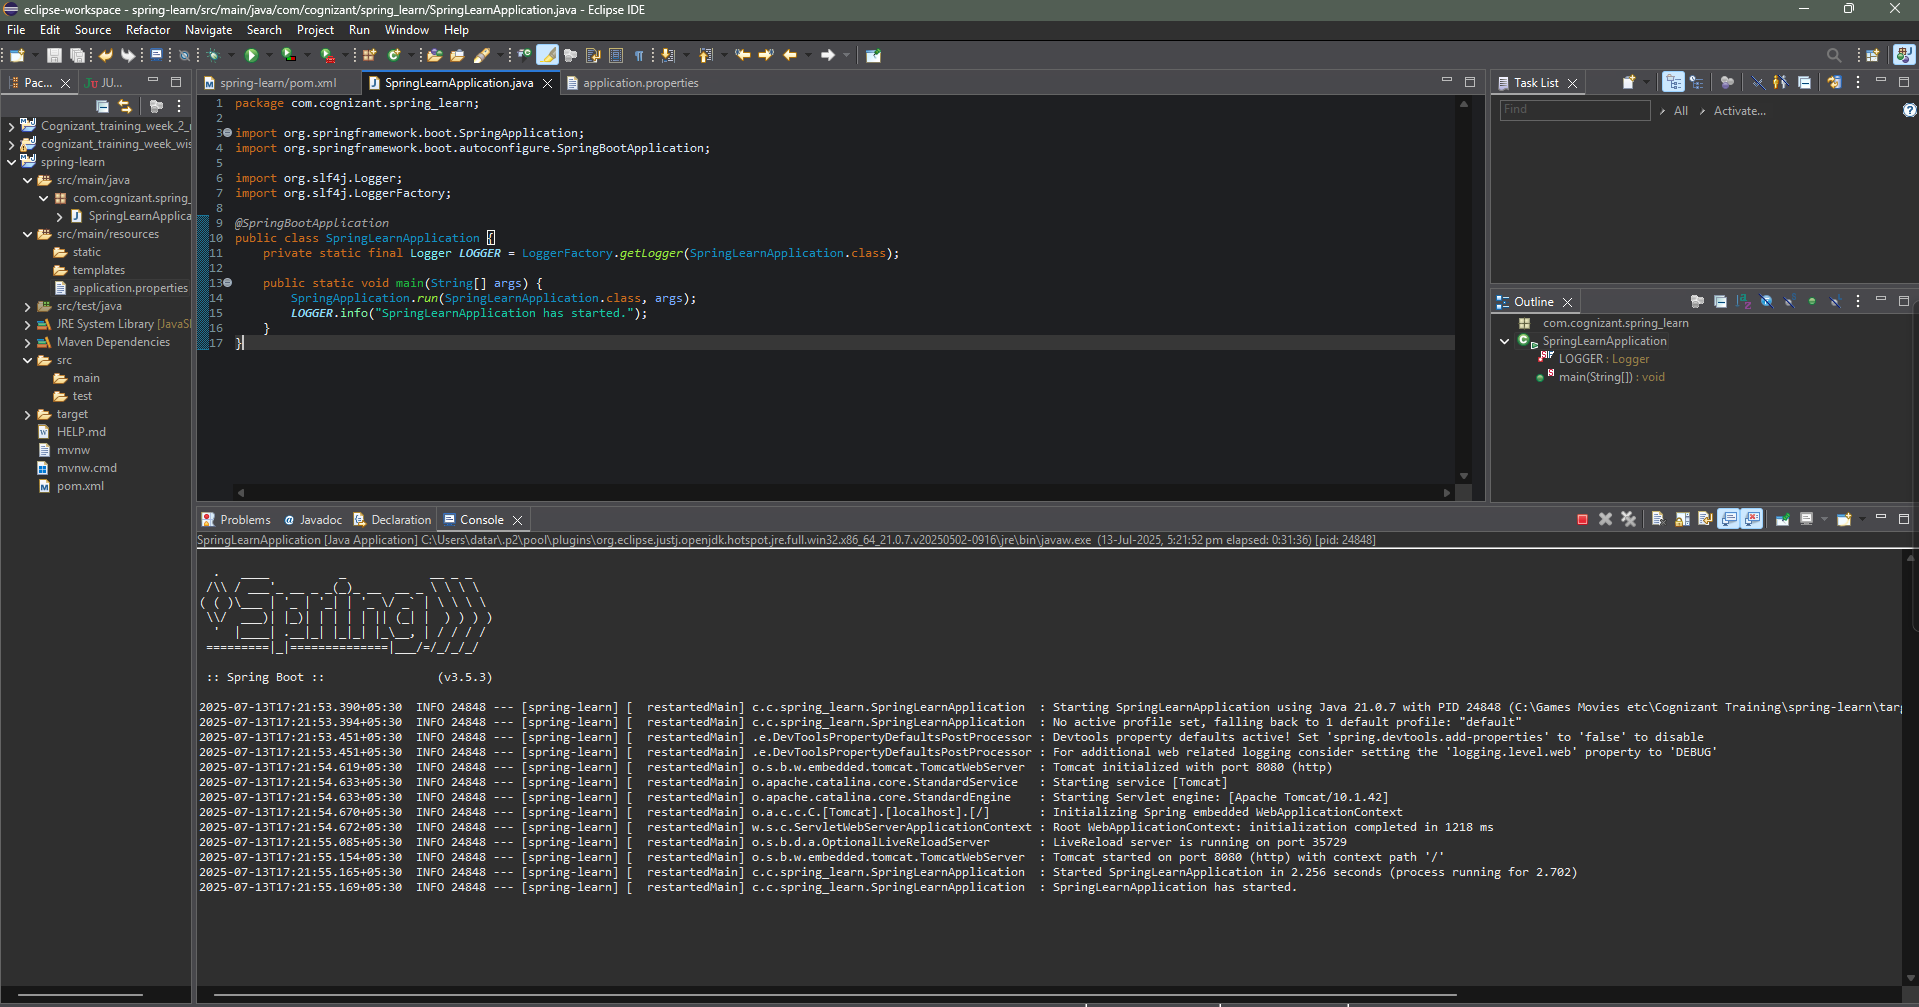 eclipse-workspace - spring-learn/src/main/java/com/cognizant/spring_learn/SpringLearnApplication.java - Eclipse IDE
File Edit Source Refactor Navigate Search Project Run Window Help
Pac... JU...
spring-learn/pom.xml SpringLearnApplication.java application.properties
Task List
Find All Activate...
Cognizant_training_week_2_
cognizant_training_week_wis
spring-learn
src/main/java
com.cognizant.spring_
SpringLearnApplica
src/main/resources
static
templates
application.properties
src/test/java
JRE System Library [JavaS
Maven Dependencies
src
main
test
target
HELP.md
mvnw
mvnw.cmd
pom.xml
1 package com.cognizant.spring_learn;
2
3 import org.springframework.boot.SpringApplication;
4 import org.springframework.boot.autoconfigure.SpringBootApplication;
5
6 import org.slf4j.Logger;
7 import org.slf4j.LoggerFactory;
8
9 @SpringBootApplication
10 public class SpringLearnApplication {
11 private static final Logger LOGGER = LoggerFactory.getLogger(SpringLearnApplication.class);
12
13 public static void main(String[] args) {
14 SpringApplication.run(SpringLearnApplication.class, args);
15 LOGGER.info("SpringLearnApplication has started.");
16 }
17 }
Outline
com.cognizant.spring_learn
SpringLearnApplication
LOGGER : Logger
main(String[]) : void
Problems Javadoc Declaration Console
SpringLearnApplication [Java Application] C:\Users\datar\.p2\pool\plugins\org.eclipse.justj.openjdk.hotspot.jre.full.win32.x86_64_21.0.7.v20250502-0916\jre\bin\javaw.exe (13-Jul-2025, 5:21:52 pm elapsed: 0:31:36) [pid: 24848]
Spring
:: Spring Boot :: (v3.5.3)
2025-07-13T17:21:53.390+05:30 INFO 24848 --- [spring-learn] [ restartedMain] c.c.spring_learn.SpringLearnApplication : Starting SpringLearnApplication using Java 21.0.7 with PID 24848 (C:\Games Movies etc\Cognizant Training\spring-learn\tar
2025-07-13T17:21:53.394+05:30 INFO 24848 --- [spring-learn] [ restartedMain] c.c.spring_learn.SpringLearnApplication : No active profile set, falling back to 1 default profile: "default"
2025-07-13T17:21:53.451+05:30 INFO 24848 --- [spring-learn] [ restartedMain] .e.DevToolsPropertyDefaultsPostProcessor : Devtools property defaults active! Set 'spring.devtools.add-properties' to 'false' to disable
2025-07-13T17:21:53.451+05:30 INFO 24848 --- [spring-learn] [ restartedMain] .e.DevToolsPropertyDefaultsPostProcessor : For additional web related logging consider setting the 'logging.level.web' property to 'DEBUG'
2025-07-13T17:21:54.619+05:30 INFO 24848 --- [spring-learn] [ restartedMain] o.s.b.w.embedded.tomcat.TomcatWebServer : Tomcat initialized with port 8080 (http)
2025-07-13T17:21:54.633+05:30 INFO 24848 --- [spring-learn] [ restartedMain] o.apache.catalina.core.StandardService : Starting service [Tomcat]
2025-07-13T17:21:54.633+05:30 INFO 24848 --- [spring-learn] [ restartedMain] o.apache.catalina.core.StandardEngine : Starting Servlet engine: [Apache Tomcat/10.1.42]
2025-07-13T17:21:54.670+05:30 INFO 24848 --- [spring-learn] [ restartedMain] o.a.c.c.C.[Tomcat].[localhost].[/] : Initializing Spring embedded WebApplicationContext
2025-07-13T17:21:54.672+05:30 INFO 24848 --- [spring-learn] [ restartedMain] w.s.c.ServletWebServerApplicationContext : Root WebApplicationContext: initialization completed in 1218 ms
2025-07-13T17:21:55.085+05:30 INFO 24848 --- [spring-learn] [ restartedMain] o.s.b.d.a.OptionalLiveReloadServer : LiveReload server is running on port 35729
2025-07-13T17:21:55.154+05:30 INFO 24848 --- [spring-learn] [ restartedMain] o.s.b.w.embedded.tomcat.TomcatWebServer : Tomcat started on port 8080 (http) with context path '/'
2025-07-13T17:21:55.165+05:30 INFO 24848 --- [spring-learn] [ restartedMain] c.c.spring_learn.SpringLearnApplication : Started SpringLearnApplication in 2.256 seconds (process running for 2.702)
2025-07-13T17:21:55.169+05:30 INFO 24848 --- [spring-learn] [ restartedMain] c.c.spring_learn.SpringLearnApplication : SpringLearnApplication has started.